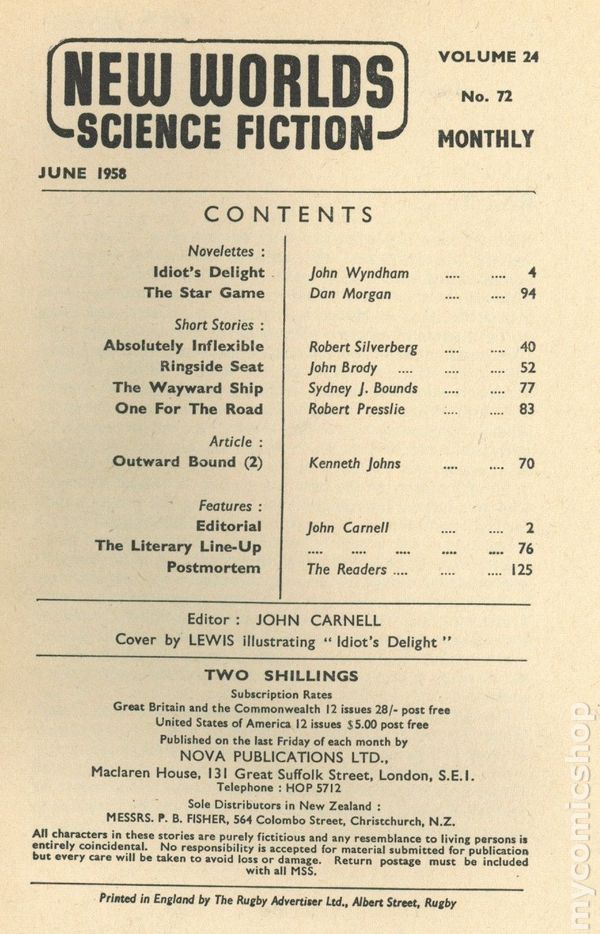 NEW WORLDS
SCIENCE FICTION
VOLUME 24
No. 72
MONTHLY
JUNE 1958
CONTENTS
Novelettes :
Idiot's Delight John Wyndham .... .... 4
The Star Game Dan Morgan .... .... 94
Short Stories :
Absolutely Inflexible Robert Silverberg .... .... 40
Ringside Seat John Brody .... .... 52
The Wayward Ship Sydney J. Bounds .... .... 77
One For The Road Robert Presslie .... .... 83
Article :
Outward Bound (2) Kenneth Johns .... .... 70
Features :
Editorial John Carnell .... .... 2
The Literary Line-Up .... .... .... .... .... 76
Postmortem The Readers .... .... .... 125
Editor : JOHN CARNELL
Cover by LEWIS illustrating " Idiot's Delight "
TWO SHILLINGS
Subscription Rates
Great Britain and the Commonwealth 12 issues 28/- post free
United States of America 12 issues $5.00 post free
Published on the last Friday of each month by
NOVA PUBLICATIONS LTD.,
Maclaren House, 131 Great Suffolk Street, London, S.E.1.
Telephone : HOP 5712
Sole Distributors in New Zealand :
MESSRS. P. B. FISHER, 564 Colombo Street, Christchurch, N.Z.
All characters in these stories are purely fictitious and any resemblance to living persons is
entirely coincidental. No responsibility is accepted for material submitted for publication
but every care will be taken to avoid loss or damage. Return postage must be included
with all MSS.
Printed in England by The Rugby Advertiser Ltd., Albert Street, Rugby
mycomicshop